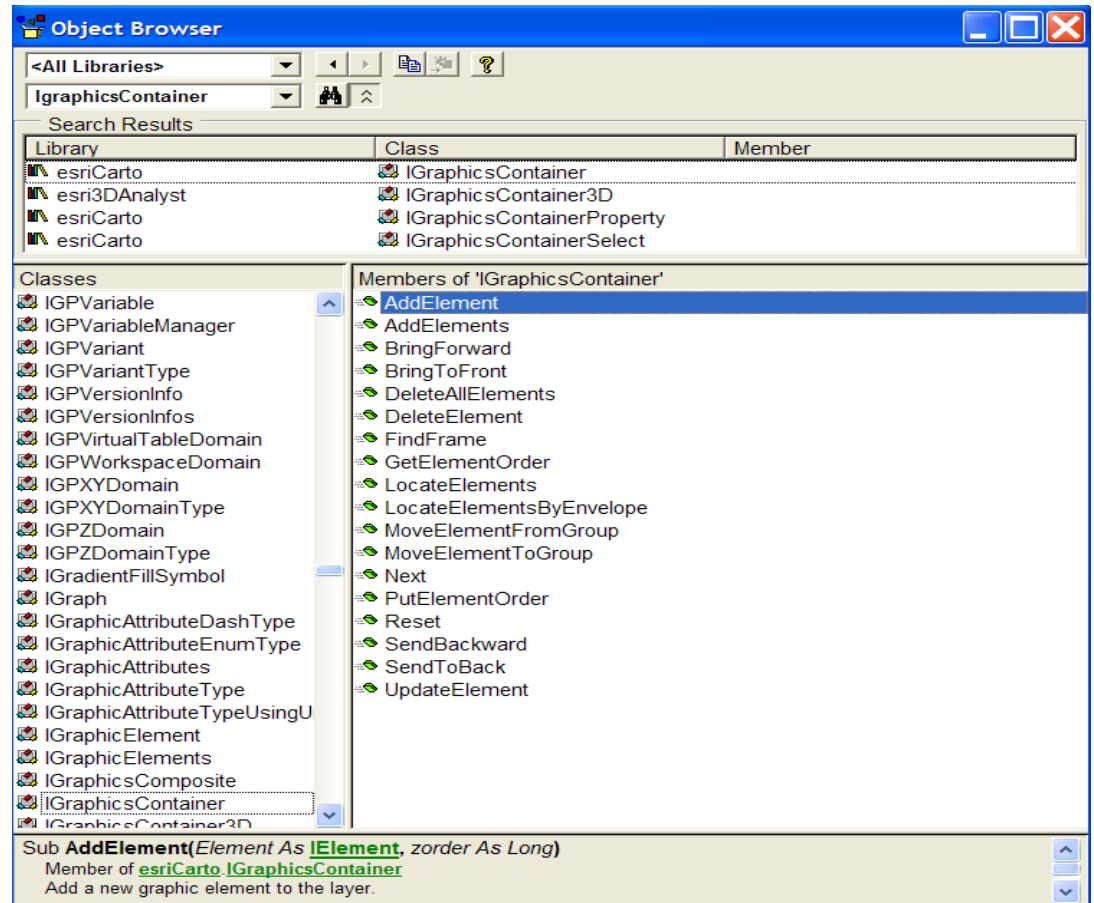 Object Browser
<All Libraries>
IgraphicsContainer
Search Results
Library Class Member
esriCarto IGraphicsContainer
esri3DAnalyst IGraphicsContainer3D
esriCarto IGraphicsContainerProperty
esriCarto IGraphicsContainerSelect
Classes
IGPVariable
IGPVariableManager
IGPVariant
IGPVariantType
IGPVersionInfo
IGPVersionInfos
IGPVirtualTableDomain
IGPWorkspaceDomain
IGPXYDomain
IGPXYDomainType
IGPZDomain
IGPZDomainType
IGradientFillSymbol
IGraph
IGraphicAttributeDashType
IGraphicAttributeEnumType
IGraphicAttributes
IGraphicAttributeType
IGraphicAttributeTypeUsingU
IGraphicElement
IGraphicElements
IGraphicsComposite
IGraphicsContainer
IGraphicsContainer3D
Members of 'IGraphicsContainer'
AddElement
AddElements
BringForward
BringToFront
DeleteAllElements
DeleteElement
FindFrame
GetElementOrder
LocateElements
LocateElementsByEnvelope
MoveElementFromGroup
MoveElementToGroup
Next
PutElementOrder
Reset
SendBackward
SendToBack
UpdateElement
Sub AddElement(Element As IElement, zorder As Long)
Member of esriCarto.IGraphicsContainer
Add a new graphic element to the layer.